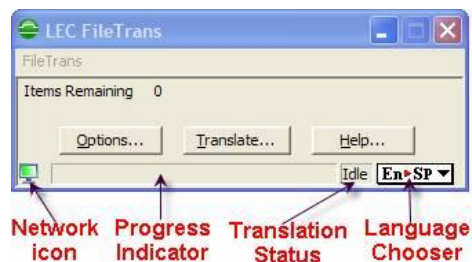 LEC FileTrans
FileTrans
Items Remaining 0
Options... Translate... Help...
Idle En▸SP
Network icon
Progress Indicator
Translation Status
Language Chooser